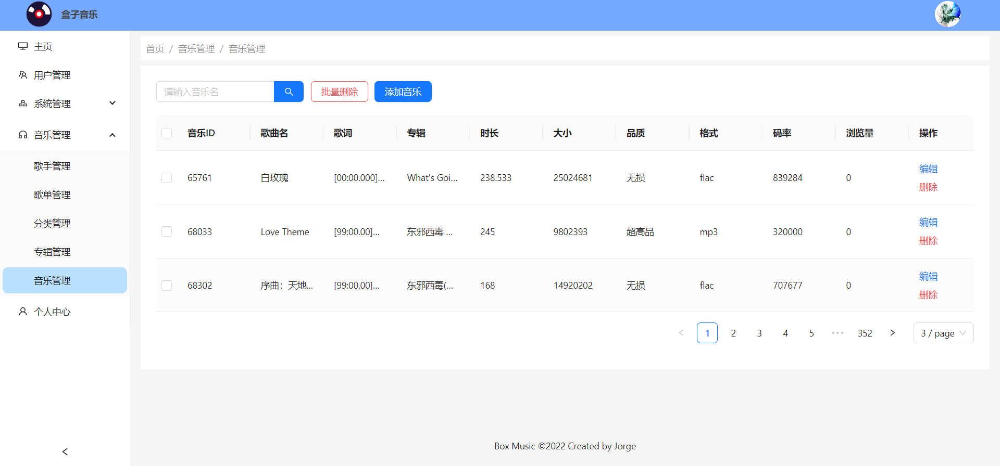 盒子音乐
主页
用户管理
系统管理
音乐管理
歌手管理
歌单管理
分类管理
专辑管理
音乐管理
个人中心
首页 / 音乐管理 / 音乐管理
请输入音乐名 批量删除 添加音乐
音乐ID 歌曲名 歌词 专辑 时长 大小 品质 格式 码率 浏览量 操作
65761 白玫瑰 [00:00.000]... What's Goi... 238.533 25024681 无损 flac 839284 0 编辑 删除
68033 Love Theme [99:00.00]... 东邪西毒 ... 245 9802393 超高品 mp3 320000 0 编辑 删除
68302 序曲：天地... [99:00.00]... 东邪西毒(... 168 14920202 无损 flac 707677 0 编辑 删除
1 2 3 4 5 ••• 352 3 / page
Box Music ©2022 Created by Jorge